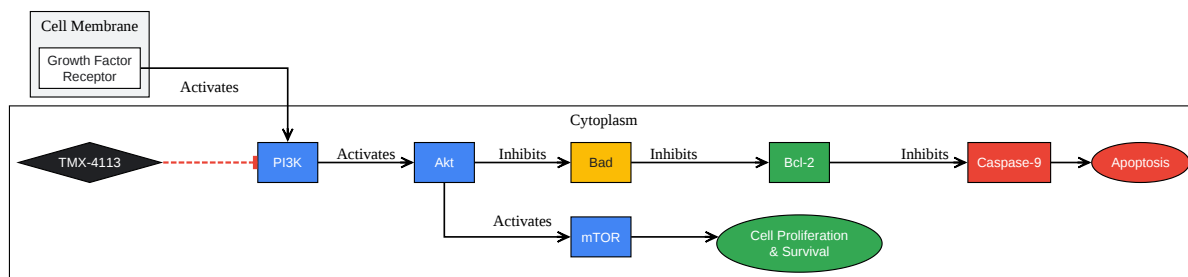 Cell Membrane
Growth Factor
Receptor
Activates
Cytoplasm
TMX-4113
PI3K
Activates
Akt
Inhibits
Bad
Inhibits
Bcl-2
Inhibits
Caspase-9
Apoptosis
Activates
mTOR
Cell Proliferation
& Survival